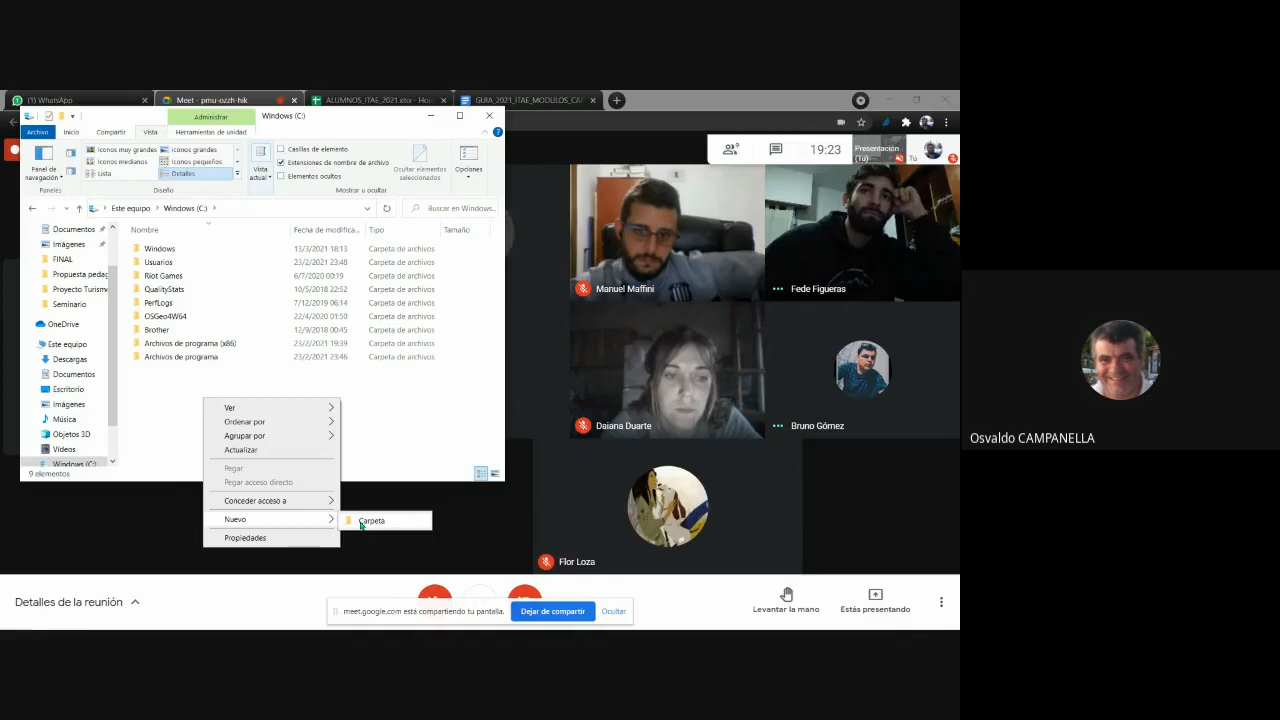 (1) WhatsApp
Meet - pmu-ozzh-hik
ALUMNOS_ITAE_2021.xlsx - Ho
GUIA_2021_ITAE_MODULOS_CAP
Administrar
Windows (C:)
Archivo
Inicio
Compartir
Vista
Herramientas de unidad
Panel de navegación
Iconos muy grandes
Iconos grandes
Iconos medianos
Iconos pequeños
Lista
Detalles
Vista actual
Casillas de elemento
Extensiones de nombre de archivo
Elementos ocultos
Ocultar elementos seleccionados
Opciones
Paneles
Diseño
Mostrar u ocultar
Este equipo
Windows (C:)
Buscar en Windows...
Nombre
Fecha de modifica...
Tipo
Tamaño
Documentos
Imágenes
FINAL
Propuesta pedag
Proyecto Turismo
Seminario
OneDrive
Este equipo
Descargas
Documentos
Escritorio
Imágenes
Música
Objetos 3D
Vídeos
Windows (C:)
Windows 13/3/2021 18:13 Carpeta de archivos
Usuarios 23/2/2021 23:48 Carpeta de archivos
Riot Games 6/7/2020 00:19 Carpeta de archivos
QualityStats 10/5/2018 22:52 Carpeta de archivos
PerfLogs 7/12/2019 06:14 Carpeta de archivos
OSGeo4W64 22/4/2020 01:50 Carpeta de archivos
Brother 12/9/2018 00:45 Carpeta de archivos
Archivos de programa (x86) 23/2/2021 19:39 Carpeta de archivos
Archivos de programa 23/2/2021 23:46 Carpeta de archivos
9 elementos
Ver
Ordenar por
Agrupar por
Actualizar
Pegar
Pegar acceso directo
Conceder acceso a
Nuevo
Carpeta
Propiedades
9
19:23
Presentación (Tú)
Tú
Manuel Maffini
Fede Figueras
Daiana Duarte
Bruno Gómez
Flor Loza
Osvaldo CAMPANELLA
Detalles de la reunión
meet.google.com está compartiendo tu pantalla.
Dejar de compartir
Ocultar
Levantar la mano
Estás presentando